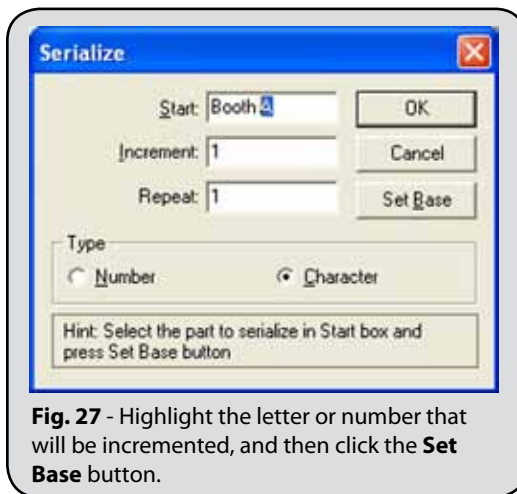 Serialize
Start: Booth A OK
Increment: 1 Cancel
Repeat: 1 Set Base
Type
Number Character
Hint: Select the part to serialize in Start box and
press Set Base button
Fig. 27 - Highlight the letter or number that
will be incremented, and then click the Set
Base button.